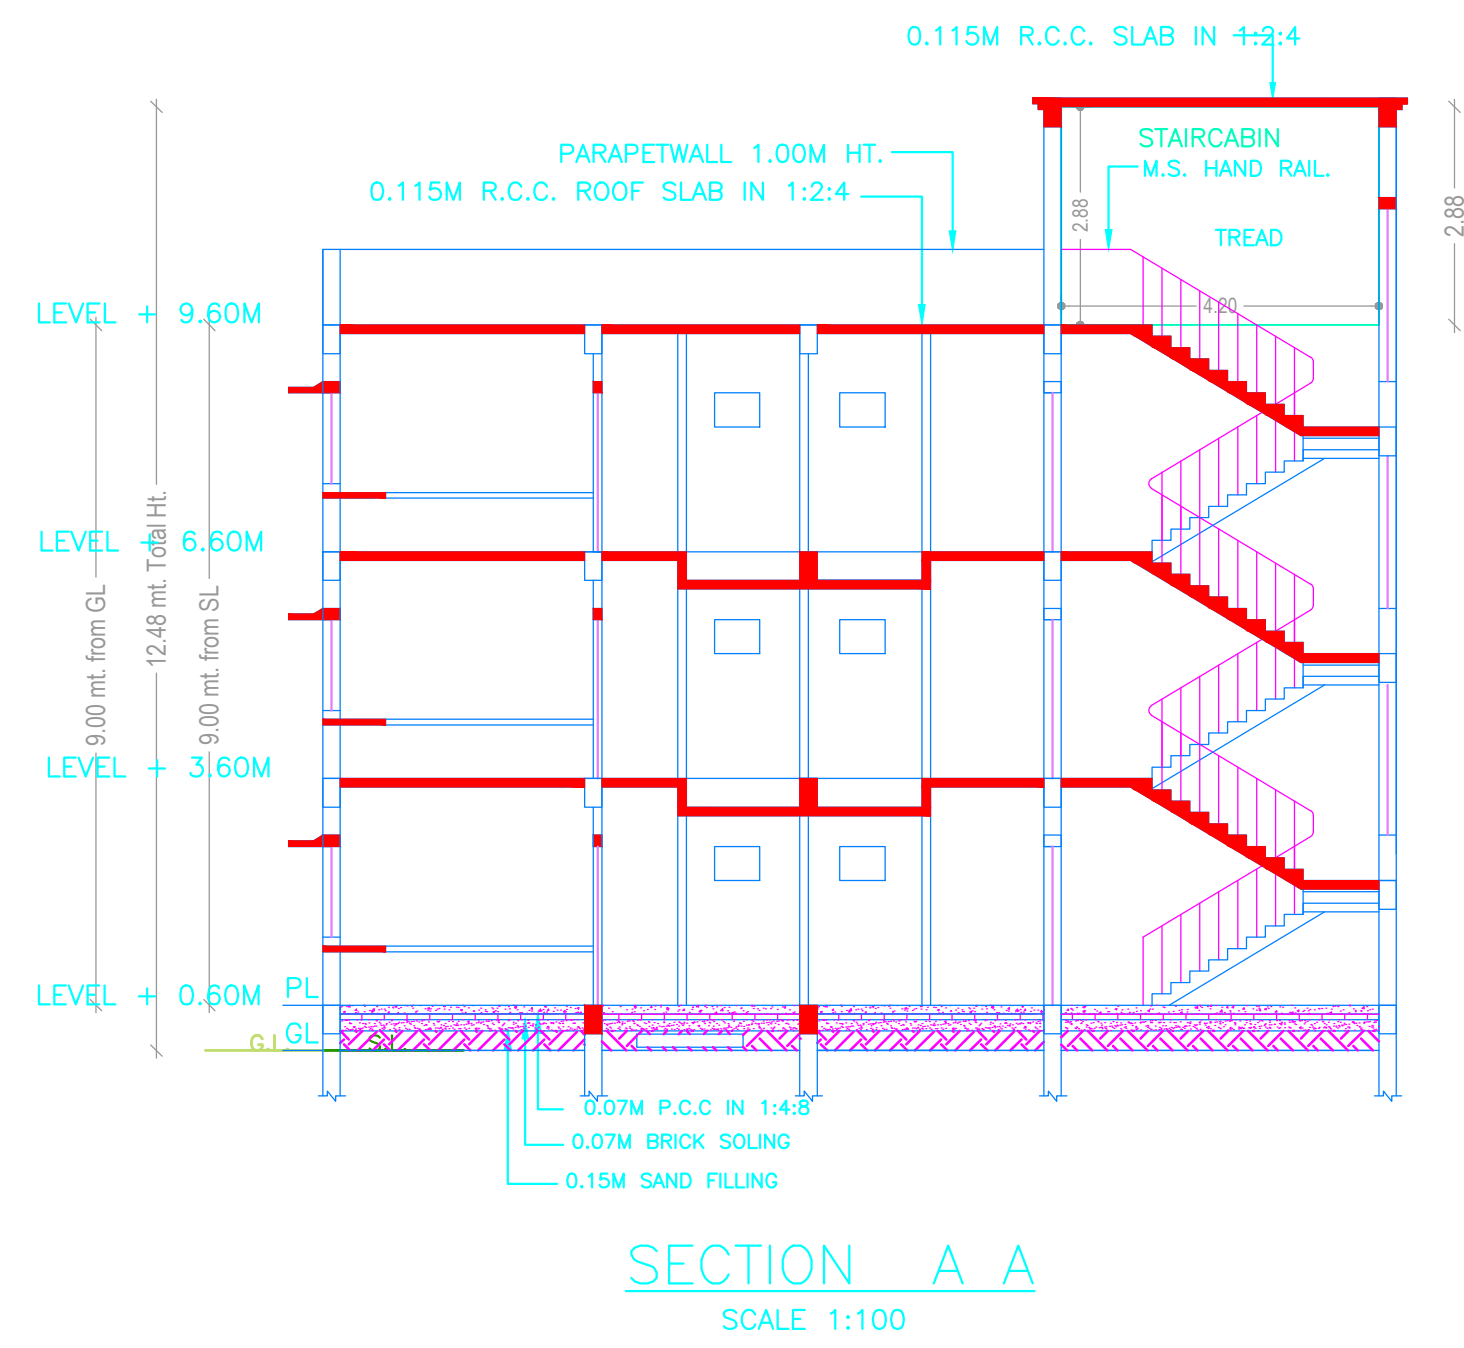 0.115M R.C.C. SLAB IN 1:2:4
STAIRCABIN
PARAPETWALL 1.00M HT.
M.S. HAND RAIL.
0.115M R.C.C. ROOF SLAB IN 1:2:4
2.88
2.88
TREAD
4.20
LEVEL + 9.60M
LEVEL + 6.60M
12.48 mt. Total Ht.
9.00 mt. from GL
9.00 mt. from SL
LEVEL + 3.60M
LEVEL + 0.60M
PL
GL
G.L
S.L
0.07M P.C.C IN 1:4:8
0.07M BRICK SOLING
0.15M SAND FILLING
SECTION A A
SCALE 1:100